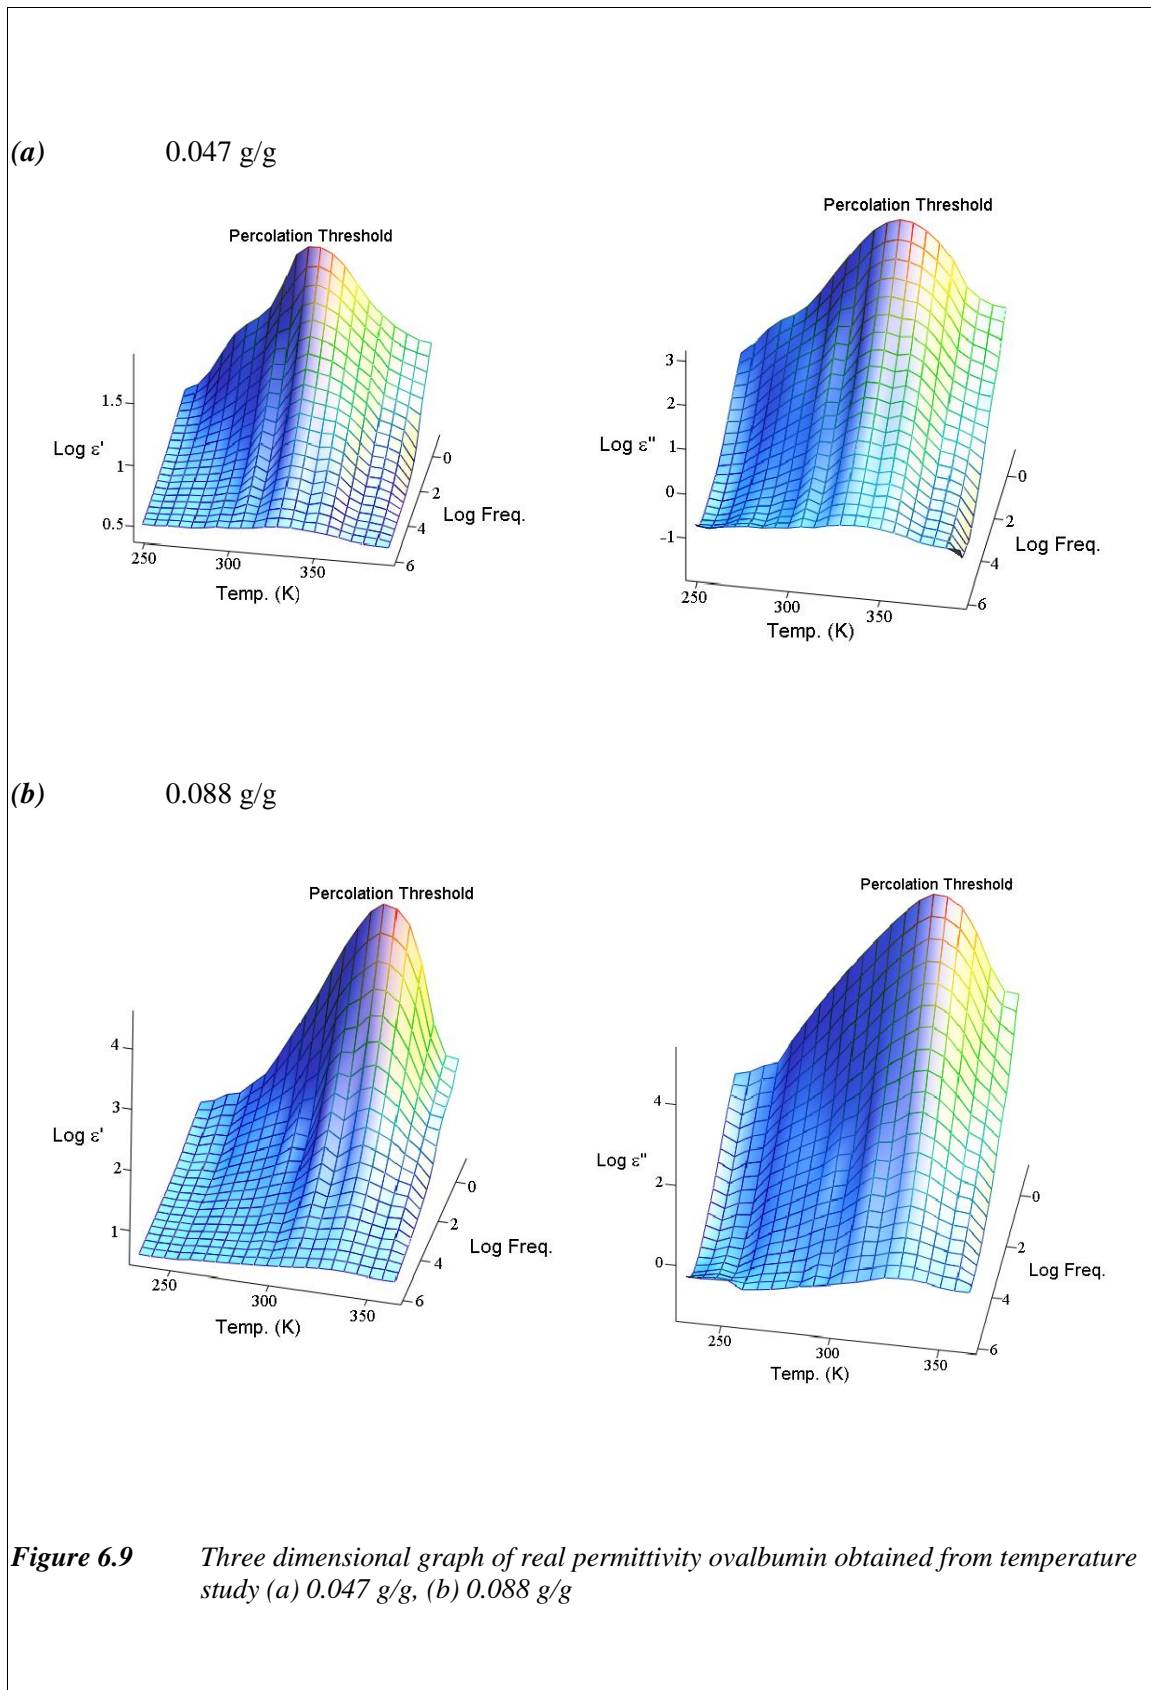 (a) 0.047 g/g
Percolation Threshold
1.5
1
0.5
Log ε'
250
300
350
Temp. (K)
0
2
4
6
Log Freq.
Percolation Threshold
3
2
1
0
-1
Log ε"
250
300
350
Temp. (K)
0
2
4
6
Log Freq.
(b) 0.088 g/g
Percolation Threshold
4
3
2
1
Log ε'
250
300
350
Temp. (K)
0
2
4
6
Log Freq.
Percolation Threshold
4
2
0
Log ε"
250
300
350
Temp. (K)
0
2
4
6
Log Freq.
Figure 6.9 Three dimensional graph of real permittivity ovalbumin obtained from temperature
study (a) 0.047 g/g, (b) 0.088 g/g